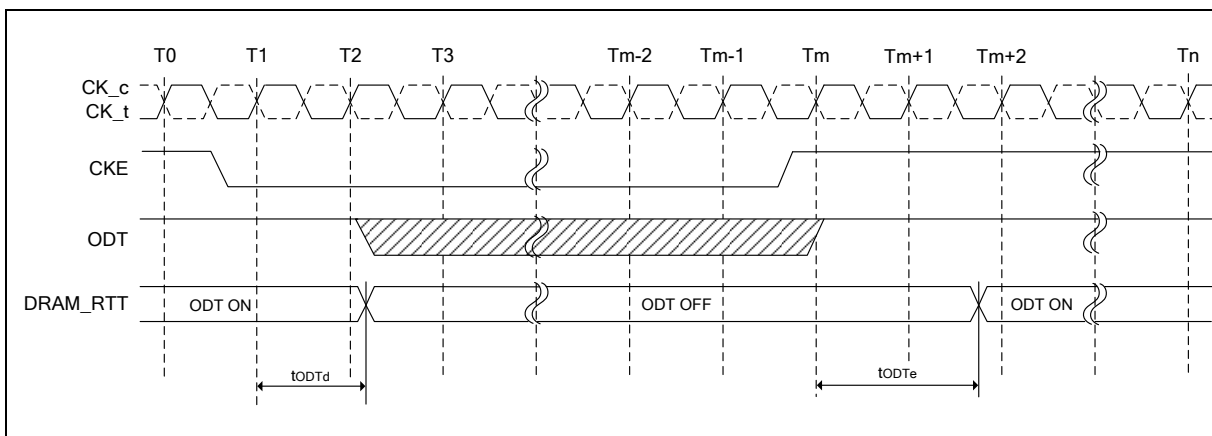 T0 T1 T2 T3 Tm-2 Tm-1 Tm Tm+1 Tm+2 Tn
CK_c
CK_t
CKE
ODT
DRAM_RTT ODT ON ODT OFF ODT ON
tODTd tODTe